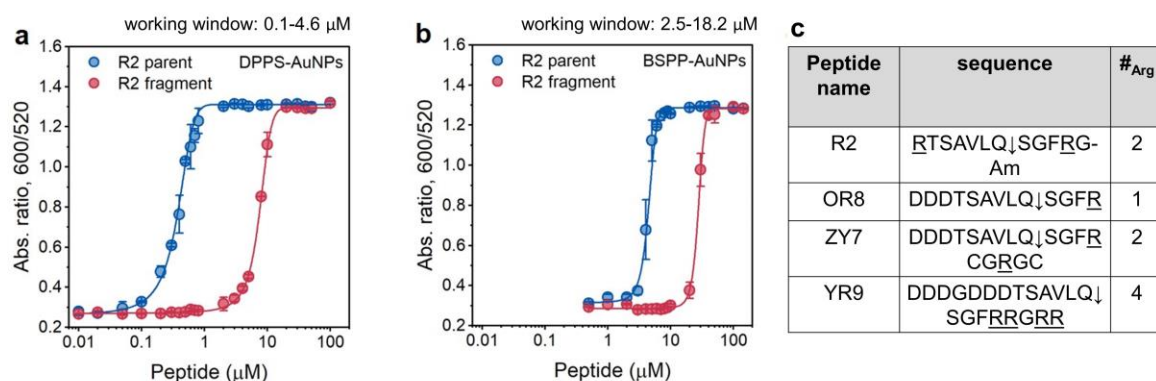 working window: 0.1-4.6 µM
a
R2 parent
R2 fragment
DPPS-AuNPs
Abs. ratio, 600/520
1.6
1.4
1.2
1.0
0.8
0.6
0.4
0.2
0.01
0.1
1
10
100
Peptide (µM)
working window: 2.5-18.2 µM
b
R2 parent
R2 fragment
BSPP-AuNPs
Abs. ratio, 600/520
1.6
1.4
1.2
1.0
0.8
0.6
0.4
0.2
0.01
0.1
1
10
100
Peptide (µM)
c
Peptide name
sequence
#Arg
R2
RTSAVLQ↓SGFRG-
Am
2
OR8
DDDTSAVLQ↓SGFR
1
ZY7
DDDTSAVLQ↓SGFR
CGRGC
2
YR9
DDDGDDDTSAVLQ↓
SGFRRGRR
4